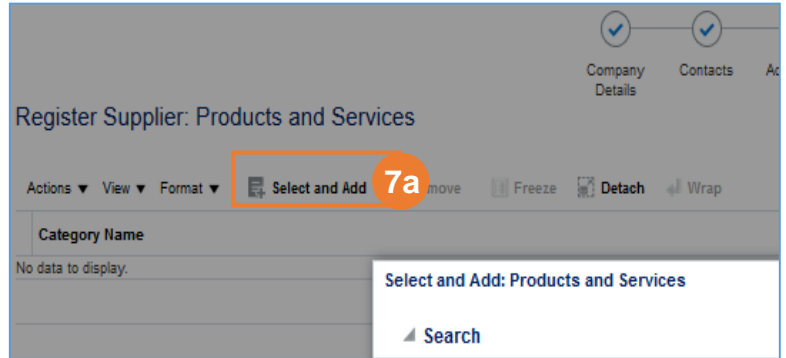 Company Details
Contacts
Register Supplier: Products and Services
Actions View Format Select and Add 7a Freeze Detach Wrap
Category Name
No data to display.
Select and Add: Products and Services
Search